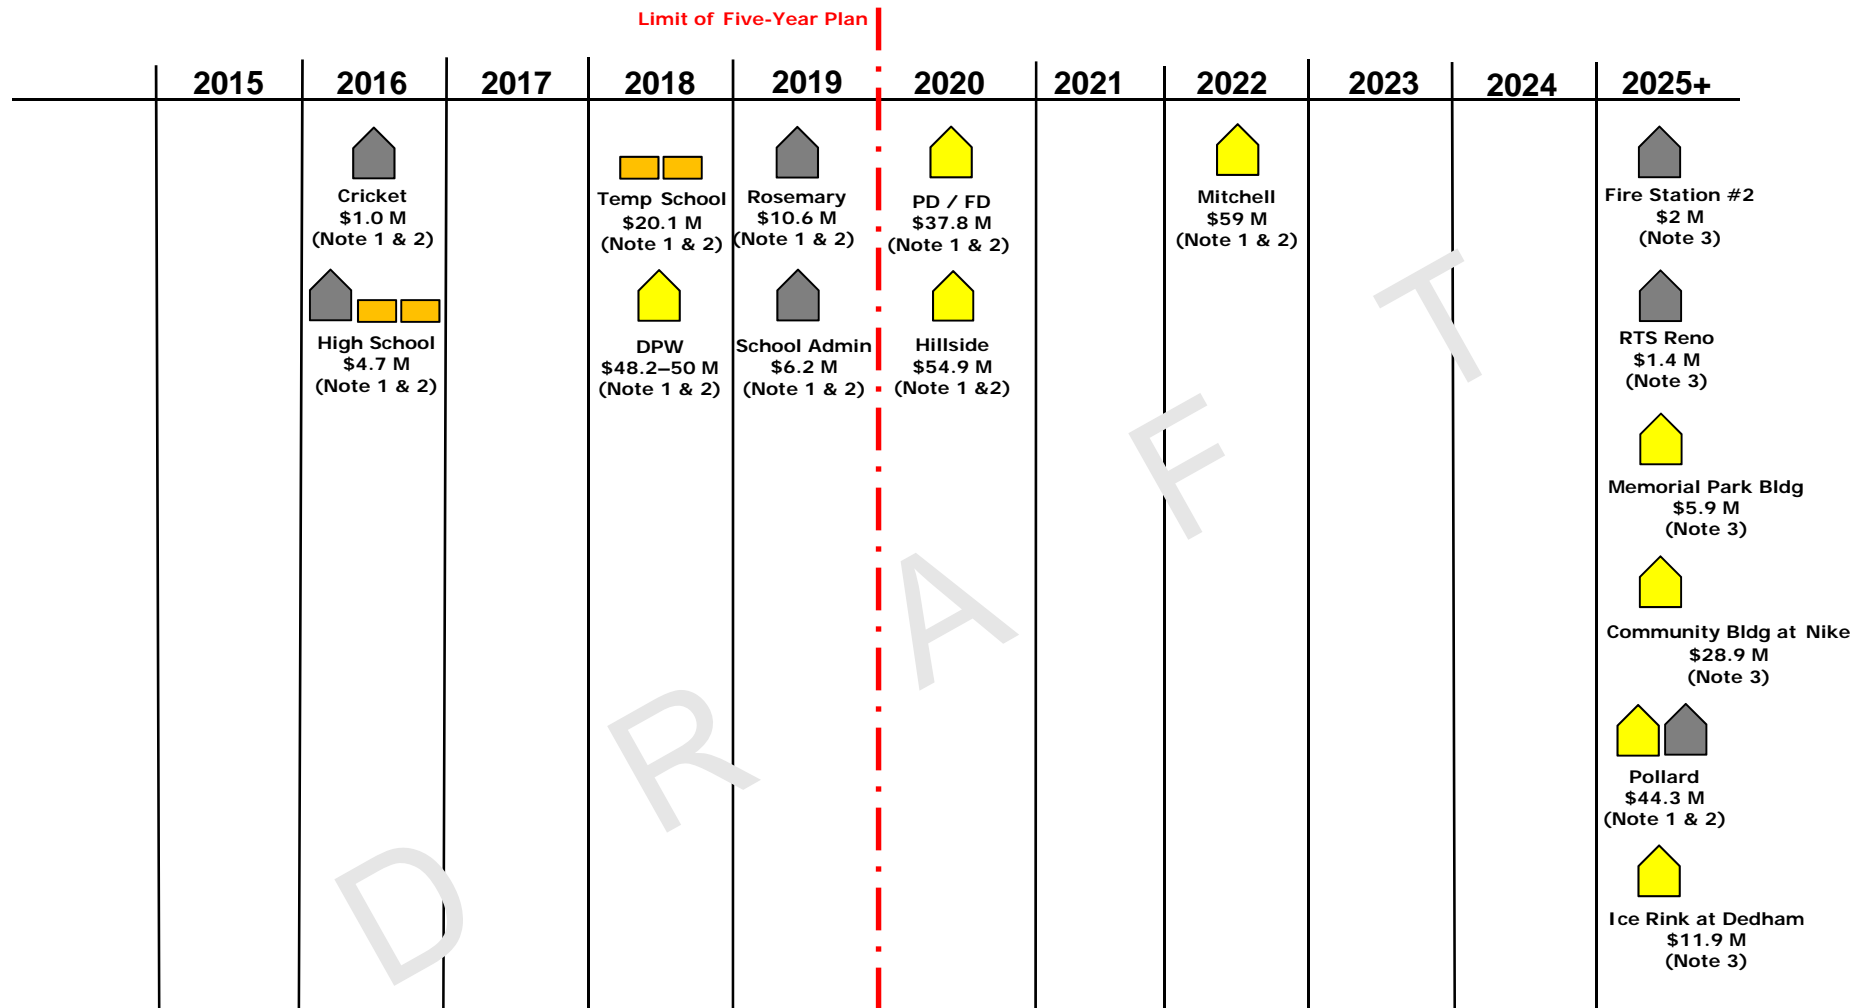 Limit of Five-Year Plan
2015 2016 2017 2018 2019 2020 2021 2022 2023 2024 2025+
Cricket
$1.0 M
(Note 1 & 2)
High School
$4.7 M
(Note 1 & 2)
Temp School
$20.1 M
(Note 1 & 2)
DPW
$48.2–50 M
(Note 1 & 2)
Rosemary
$10.6 M
(Note 1 & 2)
School Admin
$6.2 M
(Note 1 & 2)
PD / FD
$37.8 M
(Note 1 & 2)
Hillside
$54.9 M
(Note 1 &2)
Mitchell
$59 M
(Note 1 & 2)
Fire Station #2
$2 M
(Note 3)
RTS Reno
$1.4 M
(Note 3)
Memorial Park Bldg
$5.9 M
(Note 3)
Community Bldg at Nike
$28.9 M
(Note 3)
Pollard
$44.3 M
(Note 1 & 2)
Ice Rink at Dedham
$11.9 M
(Note 3)
DRAFT